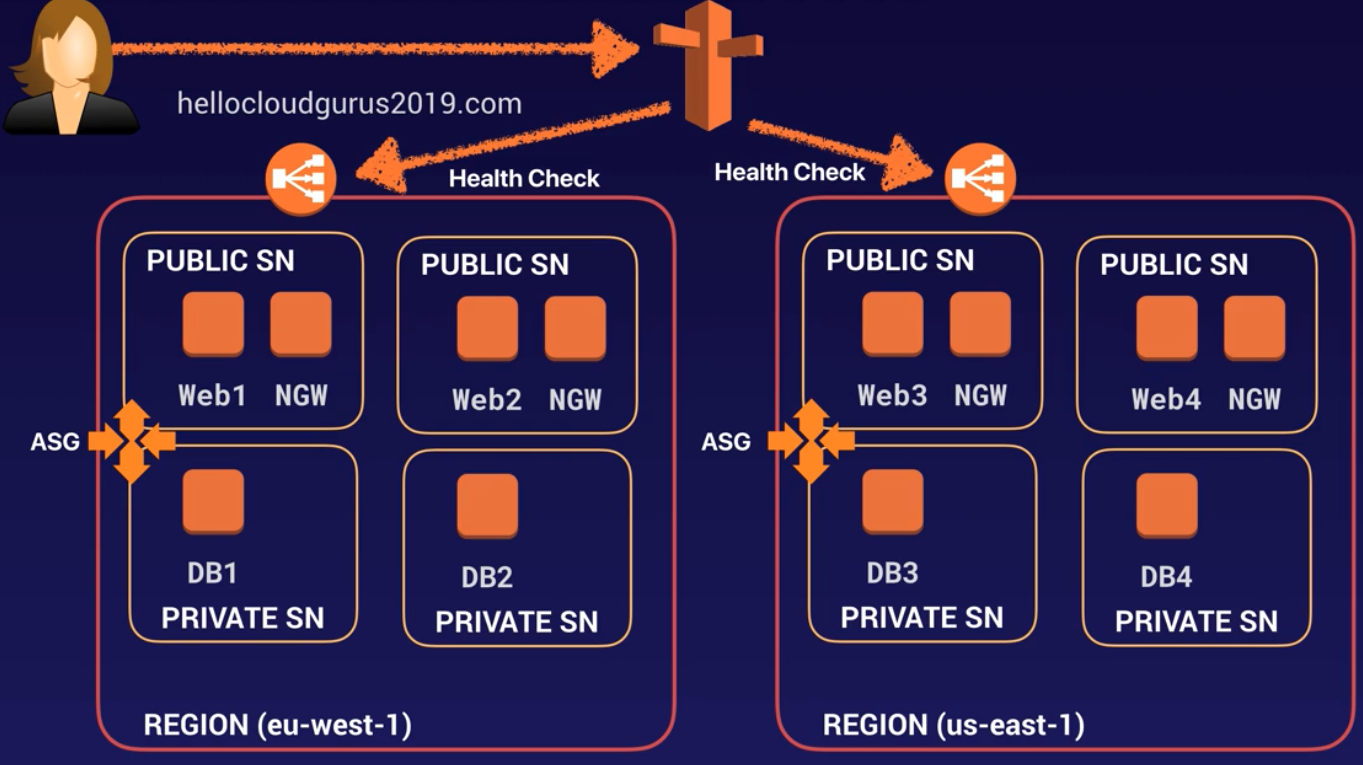 hellocloudgurus2019.com
Health Check
Health Check
PUBLIC SN
Web1 NGW
PUBLIC SN
Web2 NGW
ASG
DB1
PRIVATE SN
DB2
PRIVATE SN
REGION (eu-west-1)
PUBLIC SN
Web3 NGW
PUBLIC SN
Web4 NGW
ASG
DB3
PRIVATE SN
DB4
PRIVATE SN
REGION (us-east-1)